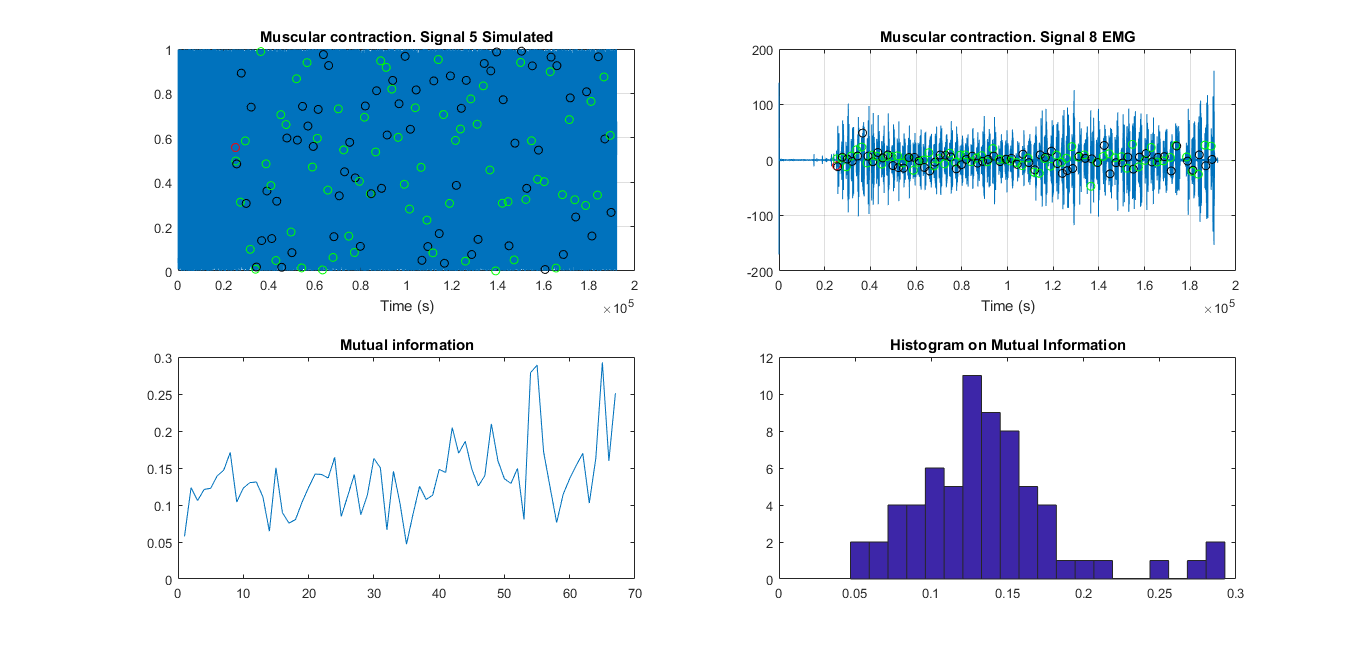 Muscular contraction. Signal 5 Simulated
1
0.8
0.6
0.4
0.2
0
0 0.2 0.4 0.6 0.8 1 1.2 1.4 1.6 1.8 2
Time (s)
×10^5
Muscular contraction. Signal 8 EMG
200
100
0
-100
-200
0 0.2 0.4 0.6 0.8 1 1.2 1.4 1.6 1.8 2
Time (s)
×10^5
Mutual information
0.3
0.25
0.2
0.15
0.1
0.05
0
0 10 20 30 40 50 60 70
Histogram on Mutual Information
12
10
8
6
4
2
0
0 0.05 0.1 0.15 0.2 0.25 0.3